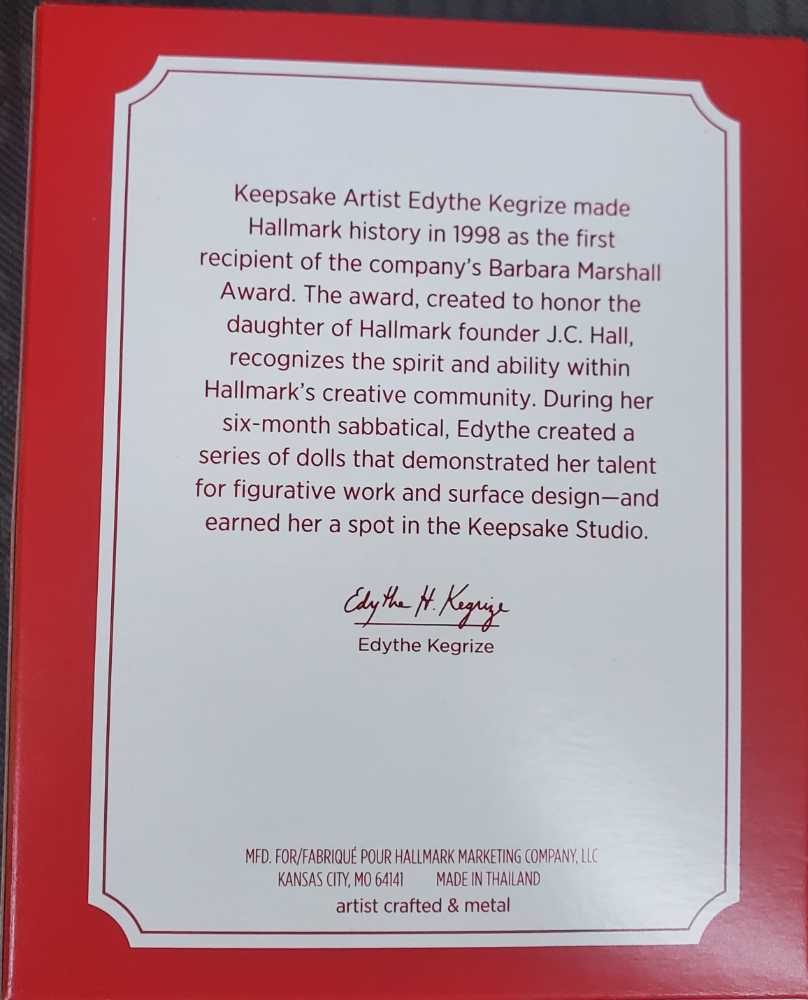 Keepsake Artist Edythe Kegrize made
Hallmark history in 1998 as the first
recipient of the company's Barbara Marshall
Award. The award, created to honor the
daughter of Hallmark founder J.C. Hall,
recognizes the spirit and ability within
Hallmark's creative community. During her
six-month sabbatical, Edythe created a
series of dolls that demonstrated her talent
for figurative work and surface design—and
earned her a spot in the Keepsake Studio.
Edythe H. Kegrize
Edythe Kegrize
MFD. FOR/FABRIQUÉ POUR HALLMARK MARKETING COMPANY, LLC
KANSAS CITY, MO 64141 MADE IN THAILAND
artist crafted & metal